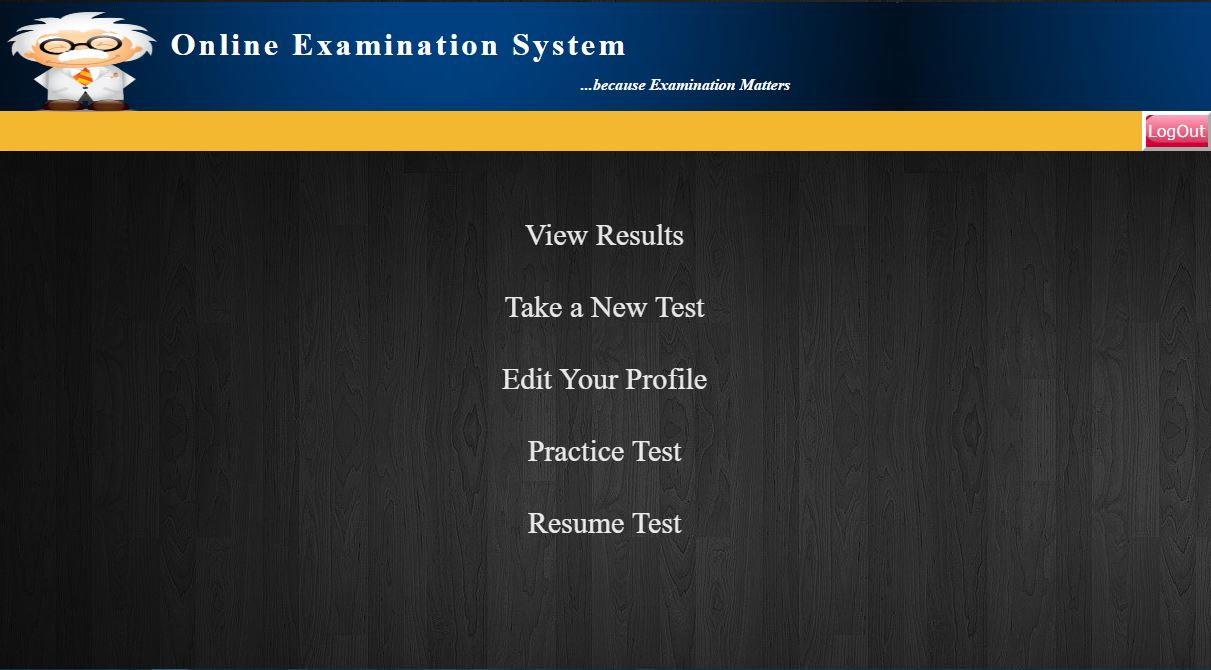 Online Examination System
...because Examination Matters
LogOut
View Results
Take a New Test
Edit Your Profile
Practice Test
Resume Test